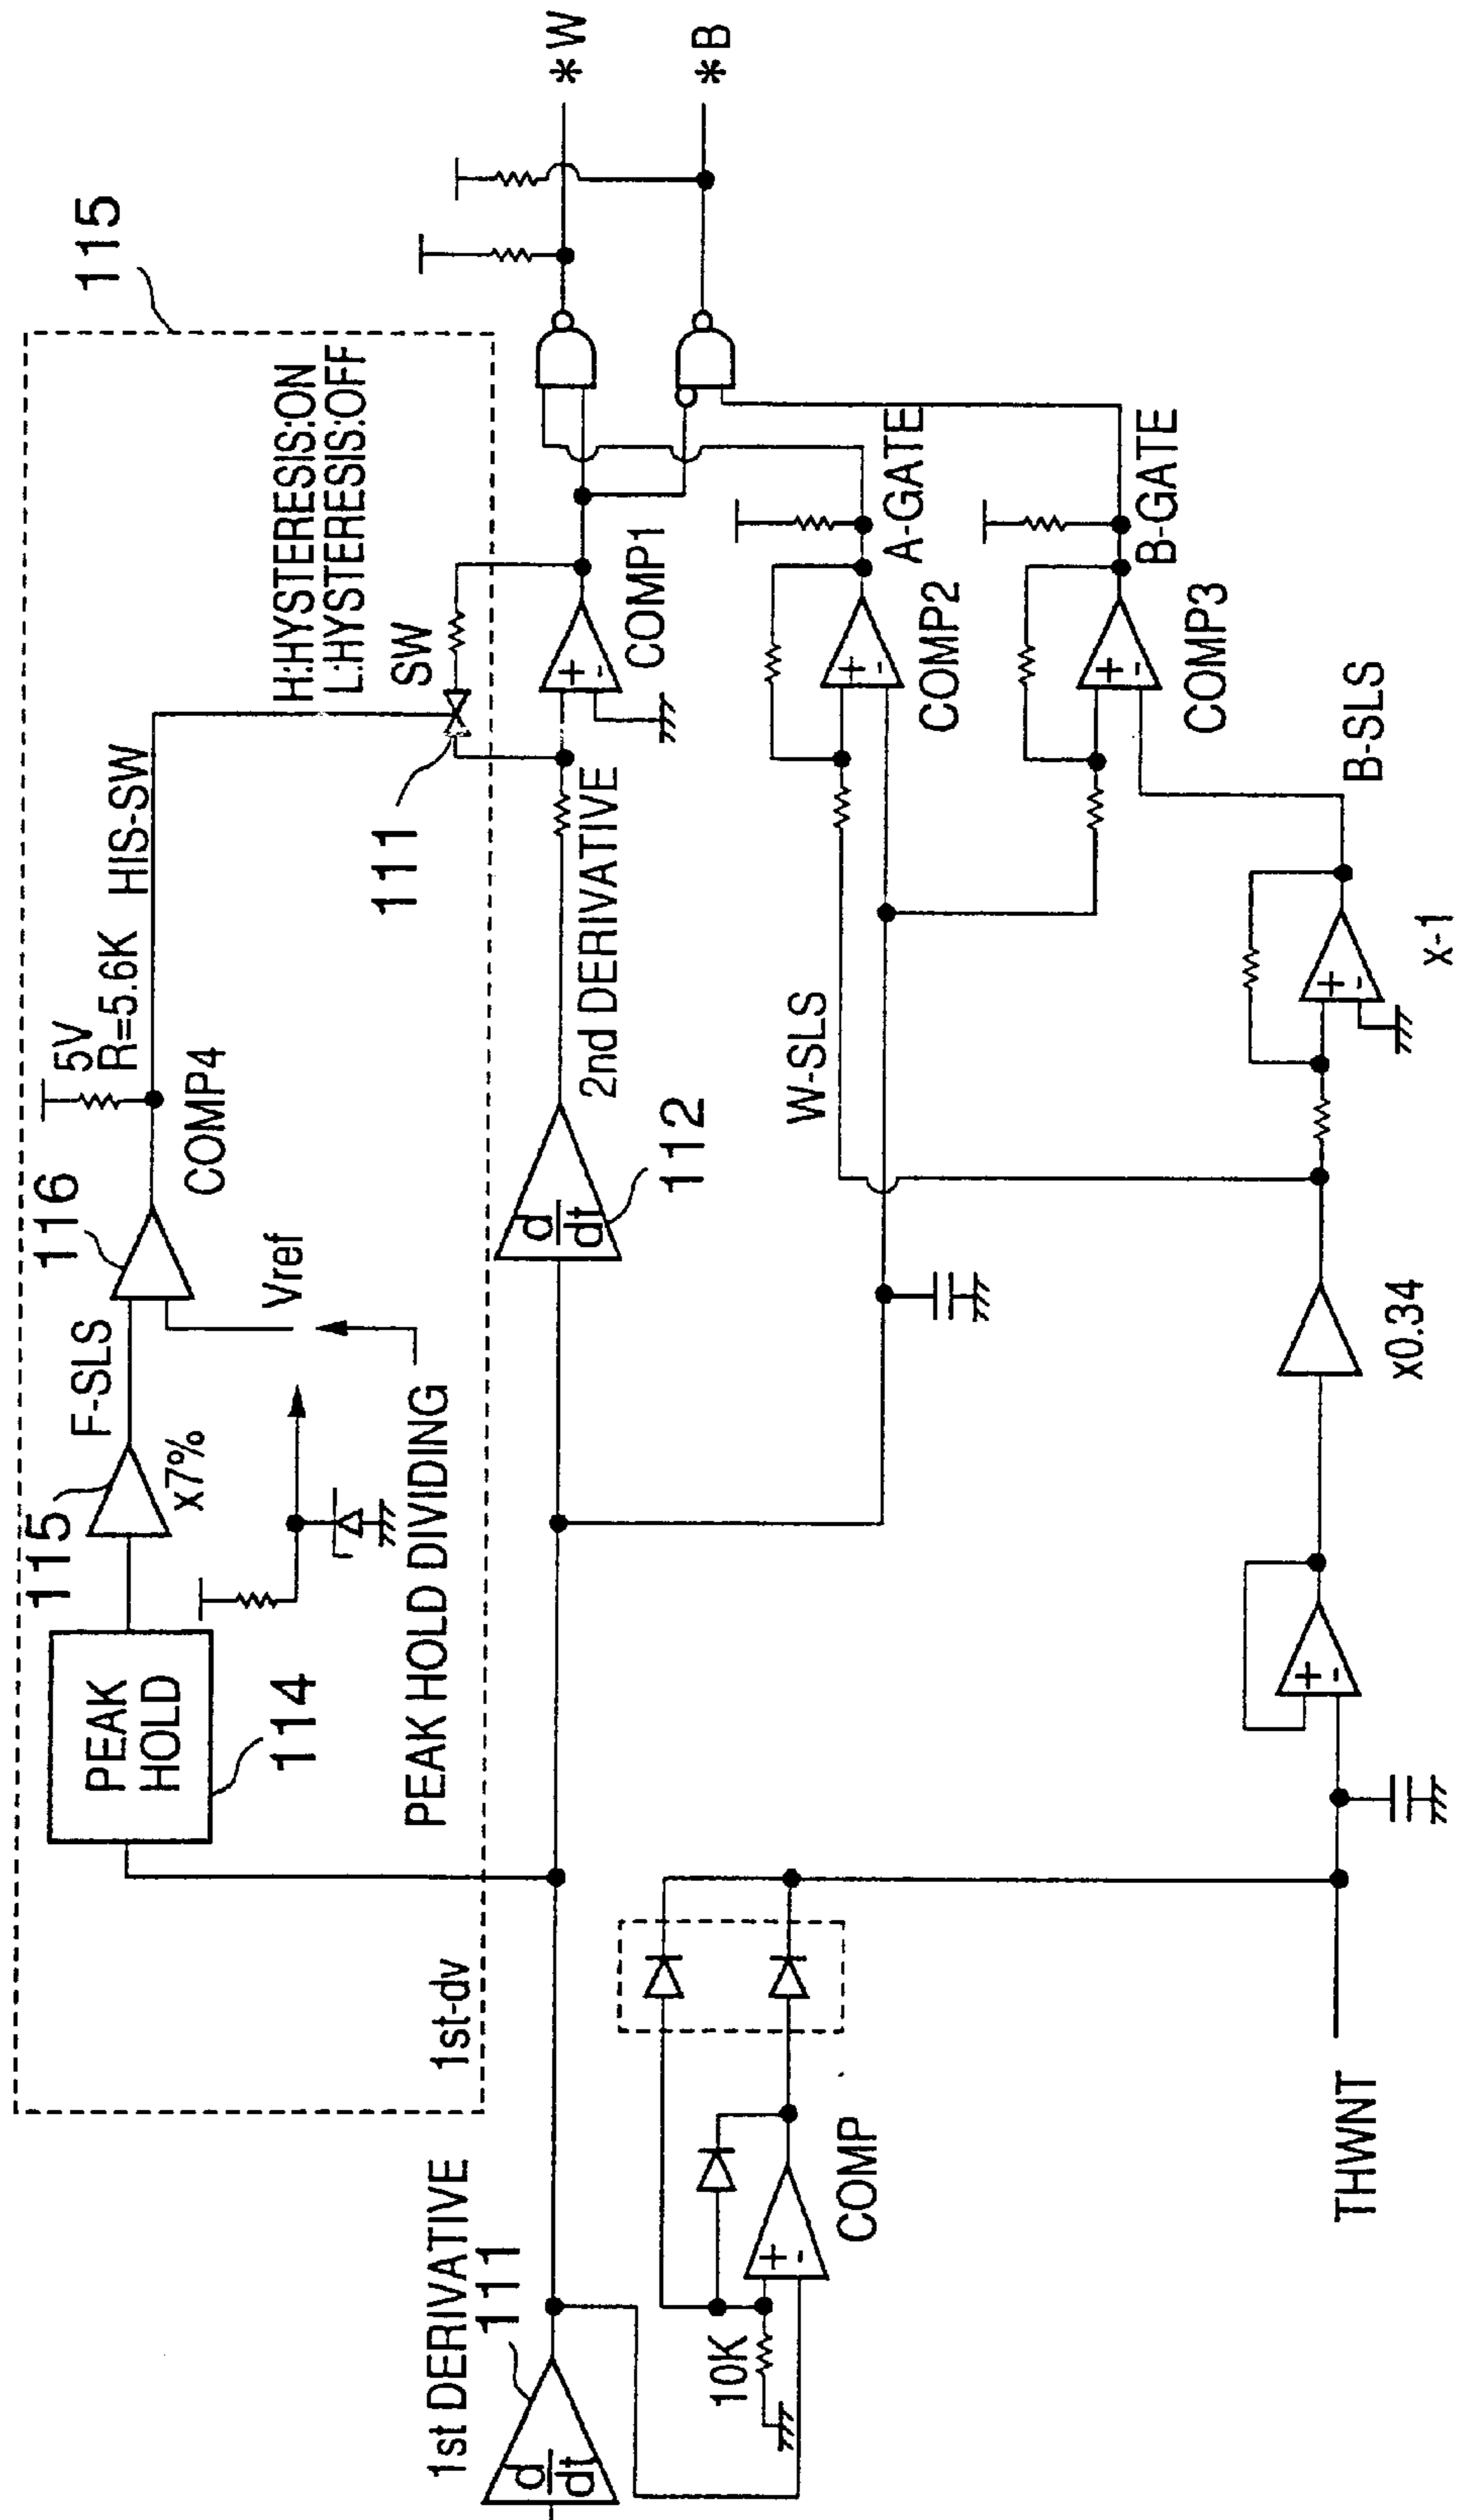 115
PEAK
HOLD
114
115
x7%
F-SLS
116
COMP4
5V
R=5.6K
HIS-SW
Vref
PEAK HOLD DIVIDING
H:HYSTERESIS:ON
L:HYSTERESIS:OFF
SW
111
1st-dv
1st DERIVATIVE
111
d
dt
d
dt
112
2nd DERIVATIVE
+
-
COMP1
*W
*B
10K
+
-
COMP
W-SLS
+
-
COMP2
A-GATE
+
-
COMP3
B-GATE
THWNT
+
-
x0.34
+
-
x-1
B-SLS